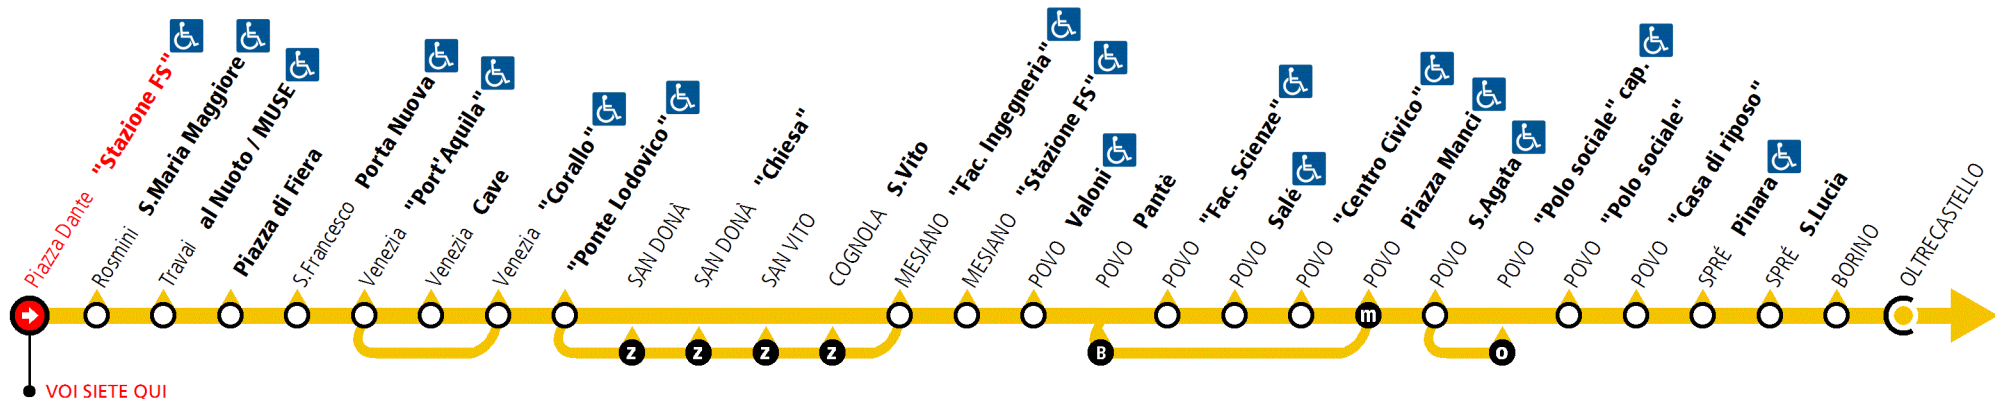 Piazza Dante "Stazione FS"
Rosmini S.Maria Maggiore
Travai al Nuoto / MUSE
Piazza di Fiera
S.Francesco Porta Nuova
Venezia "Port'Aquila"
Venezia Cave
Venezia "Corallo"
"Ponte Lodovico"
SAN DONÀ
SAN DONÀ "Chiesa"
SAN VITO
COGNOLA S.Vito
MESIANO "Fac. Ingegneria"
MESIANO "Stazione FS"
POVO Valoni
POVO Pantè
POVO "Fac. Scienze"
POVO Salé
POVO "Centro Civico"
POVO Piazza Manci
POVO S.Agata
POVO "Polo sociale" cap.
POVO "Polo sociale"
POVO "Casa di riposo"
SPRÉ Pinara
SPRÉ S.Lucia
BORINO
OLTRECASTELLO
m
z z z z B o
VOI SIETE QUI